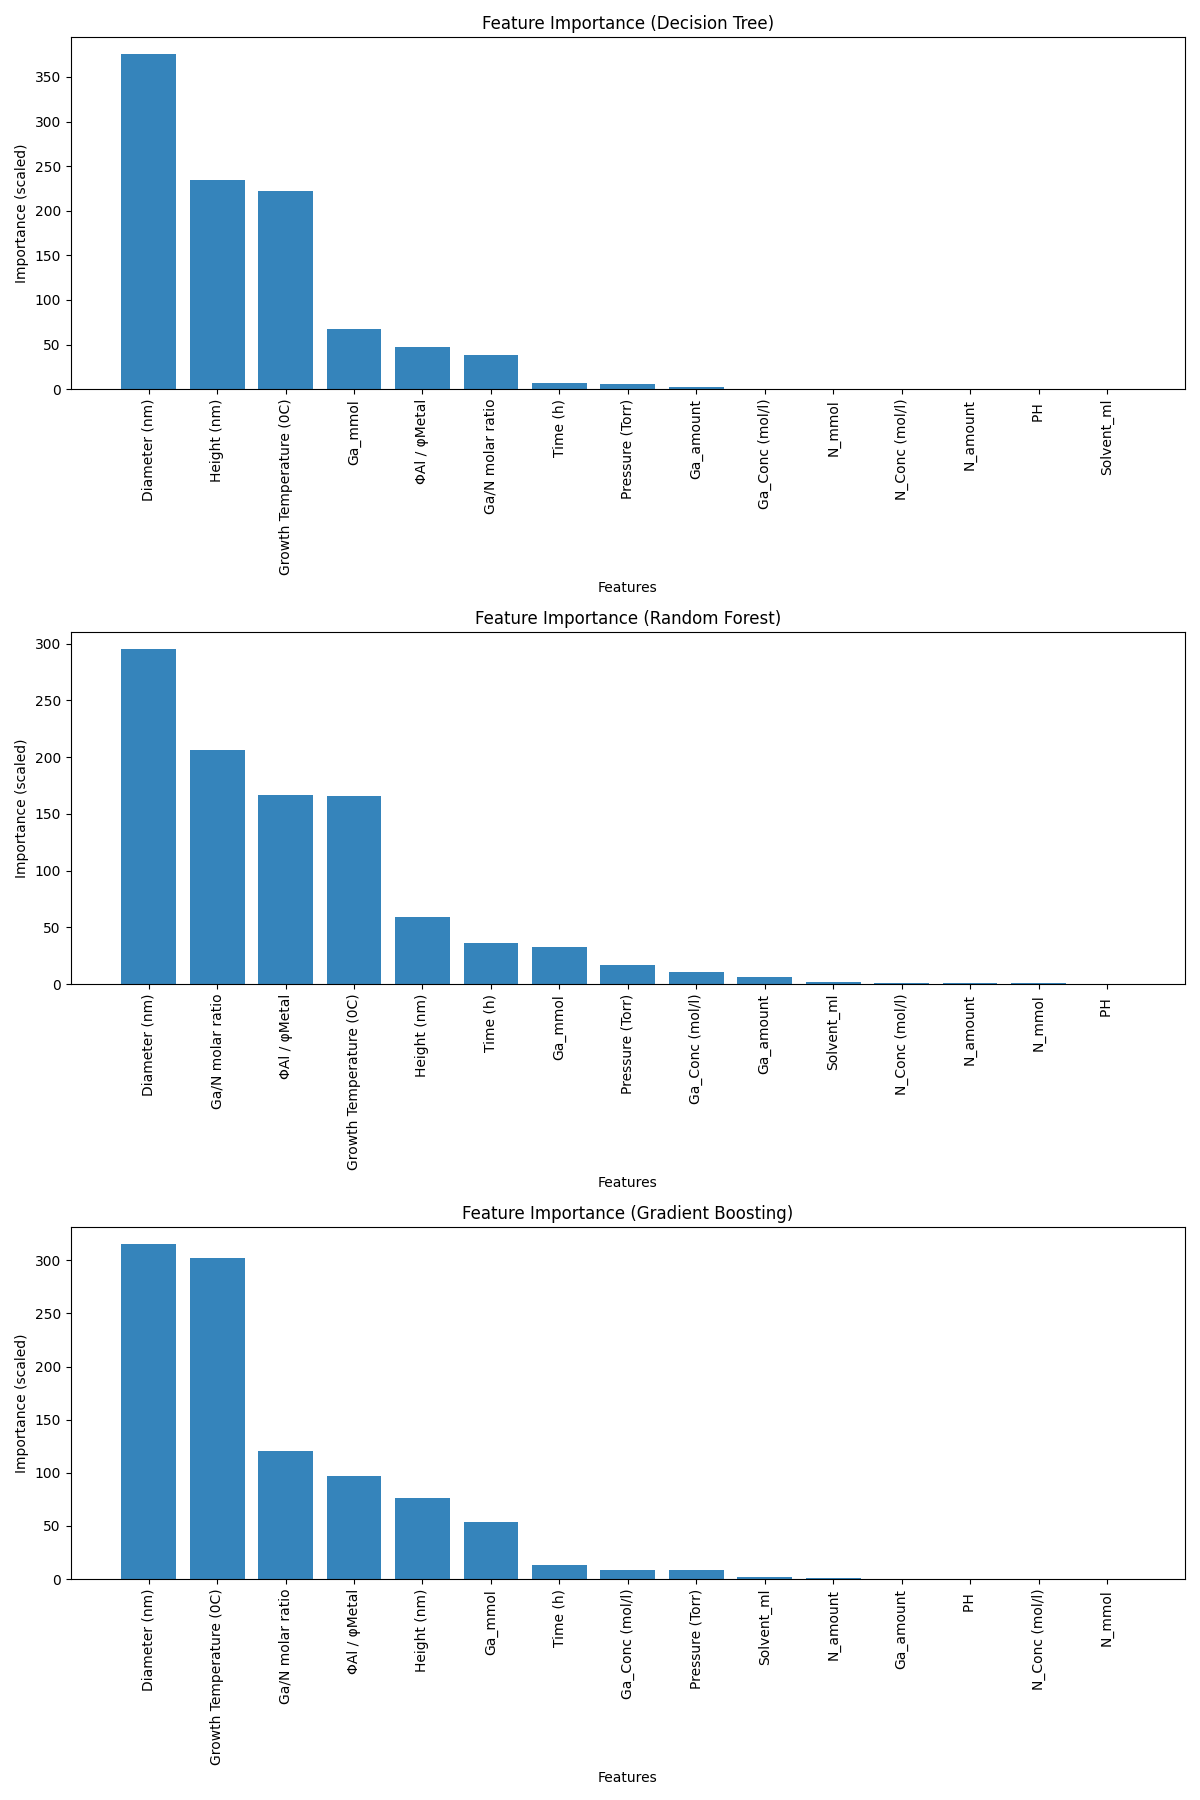 Feature Importance (Decision Tree)
Importance (scaled)
350
300
250
200
150
100
50
0
Diameter (nm)
Height (nm)
Growth Temperature (0C)
Ga_mmol
ΦAl / φMetal
Ga/N molar ratio
Time (h)
Pressure (Torr)
Ga_amount
Ga_Conc (mol/l)
N_mmol
N_Conc (mol/l)
N_amount
PH
Solvent_ml
Features
Feature Importance (Random Forest)
Importance (scaled)
300
250
200
150
100
50
0
Diameter (nm)
Ga/N molar ratio
ΦAl / φMetal
Growth Temperature (0C)
Height (nm)
Time (h)
Ga_mmol
Pressure (Torr)
Ga_Conc (mol/l)
Ga_amount
Solvent_ml
N_Conc (mol/l)
N_amount
N_mmol
PH
Features
Feature Importance (Gradient Boosting)
Importance (scaled)
300
250
200
150
100
50
0
Diameter (nm)
Growth Temperature (0C)
Ga/N molar ratio
ΦAl / φMetal
Height (nm)
Ga_mmol
Time (h)
Ga_Conc (mol/l)
Pressure (Torr)
Solvent_ml
N_amount
Ga_amount
PH
N_Conc (mol/l)
N_mmol
Features